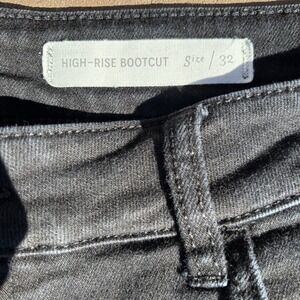 HIGH-RISE BOOTCUT Size / 32